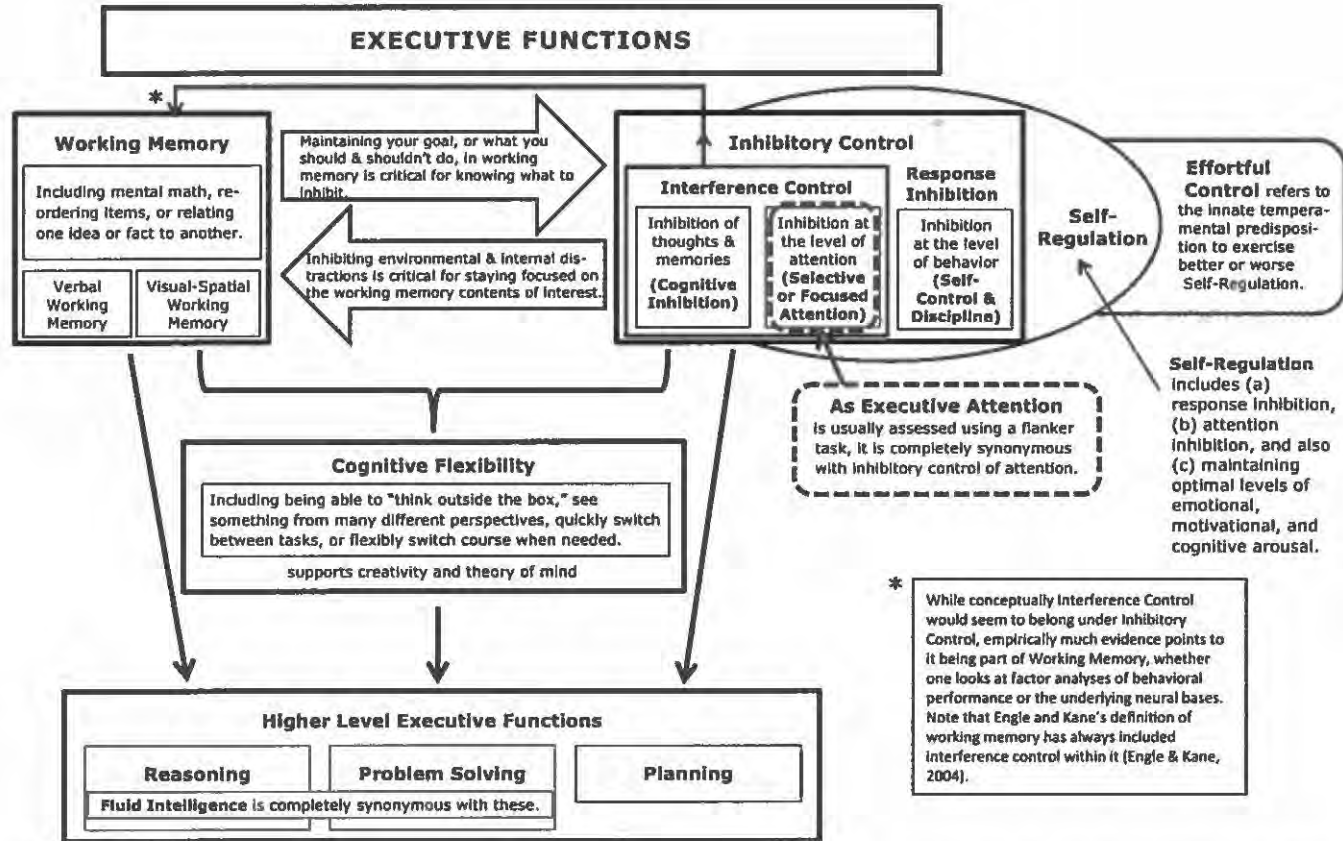 EXECUTIVE FUNCTIONS
*
Working Memory
Including mental math, re-
ordering items, or relating
one idea or fact to another.
Verbal
Working
Memory
Visual-Spatial
Working
Memory
Maintaining your goal, or what you
should & shouldn't do, in working
memory is critical for knowing what to
inhibit.
Inhibiting environmental & internal dis-
tractions is critical for staying focused on
the working memory contents of interest.
Inhibitory Control
Interference Control
Inhibition of
thoughts &
memories
(Cognitive
Inhibition)
Inhibition at
the level of
attention
(Selective
or Focused
Attention)
Response
Inhibition
Inhibition
at the level
of behavior
(Self-
Control &
Discipline)
Self-
Regulation
Effortful
Control refers to
the innate tempera-
mental predisposi-
tion to exercise
better or worse
Self-Regulation.
As Executive Attention
is usually assessed using a flanker
task, it is completely synonymous
with inhibitory control of attention.
Self-Regulation
includes (a)
response inhibition,
(b) attention
inhibition, and also
(c) maintaining
optimal levels of
emotional,
motivational, and
cognitive arousal.
Cognitive Flexibility
Including being able to "think outside the box," see
something from many different perspectives, quickly switch
between tasks, or flexibly switch course when needed.
supports creativity and theory of mind
*
While conceptually Interference Control
would seem to belong under Inhibitory
Control, empirically much evidence points to
it being part of Working Memory, whether
one looks at factor analyses of behavioral
performance or the underlying neural bases.
Note that Engle and Kane's definition of
working memory has always included
interference control within it (Engle & Kane,
2004).
Higher Level Executive Functions
Reasoning
Problem Solving
Planning
Fluid Intelligence is completely synonymous with these.